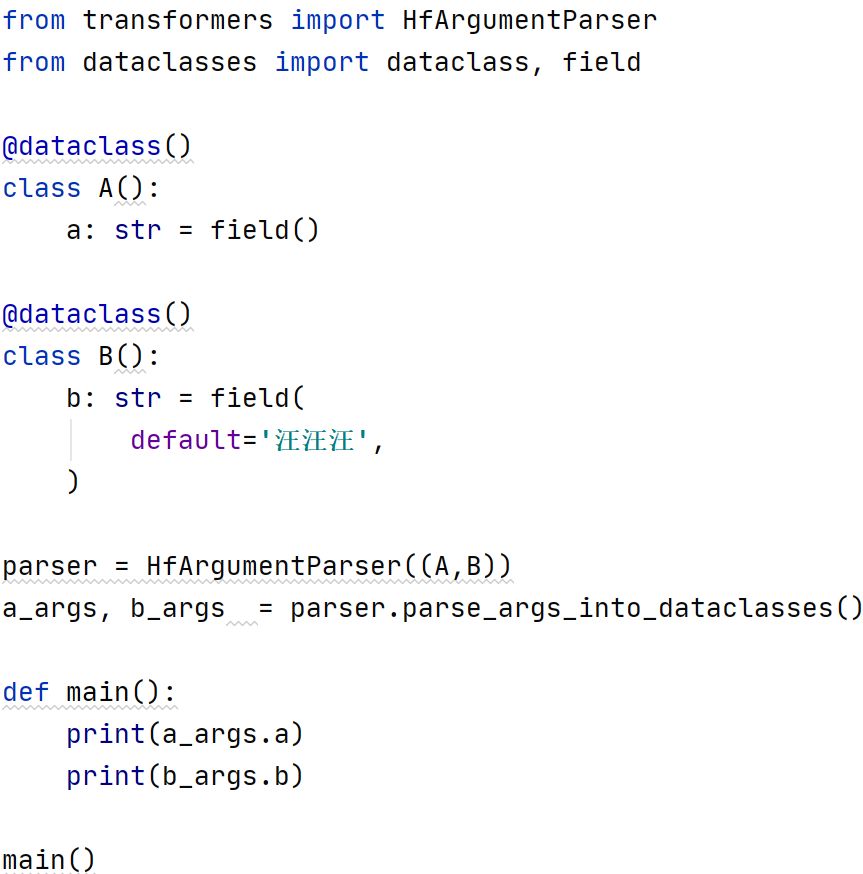 from transformers import HfArgumentParser
from dataclasses import dataclass, field

@dataclass()
class A():
    a: str = field()

@dataclass()
class B():
    b: str = field(
        default='汪汪汪',
    )

parser = HfArgumentParser((A,B))
a_args, b_args  = parser.parse_args_into_dataclasses()

def main():
    print(a_args.a)
    print(b_args.b)

main()